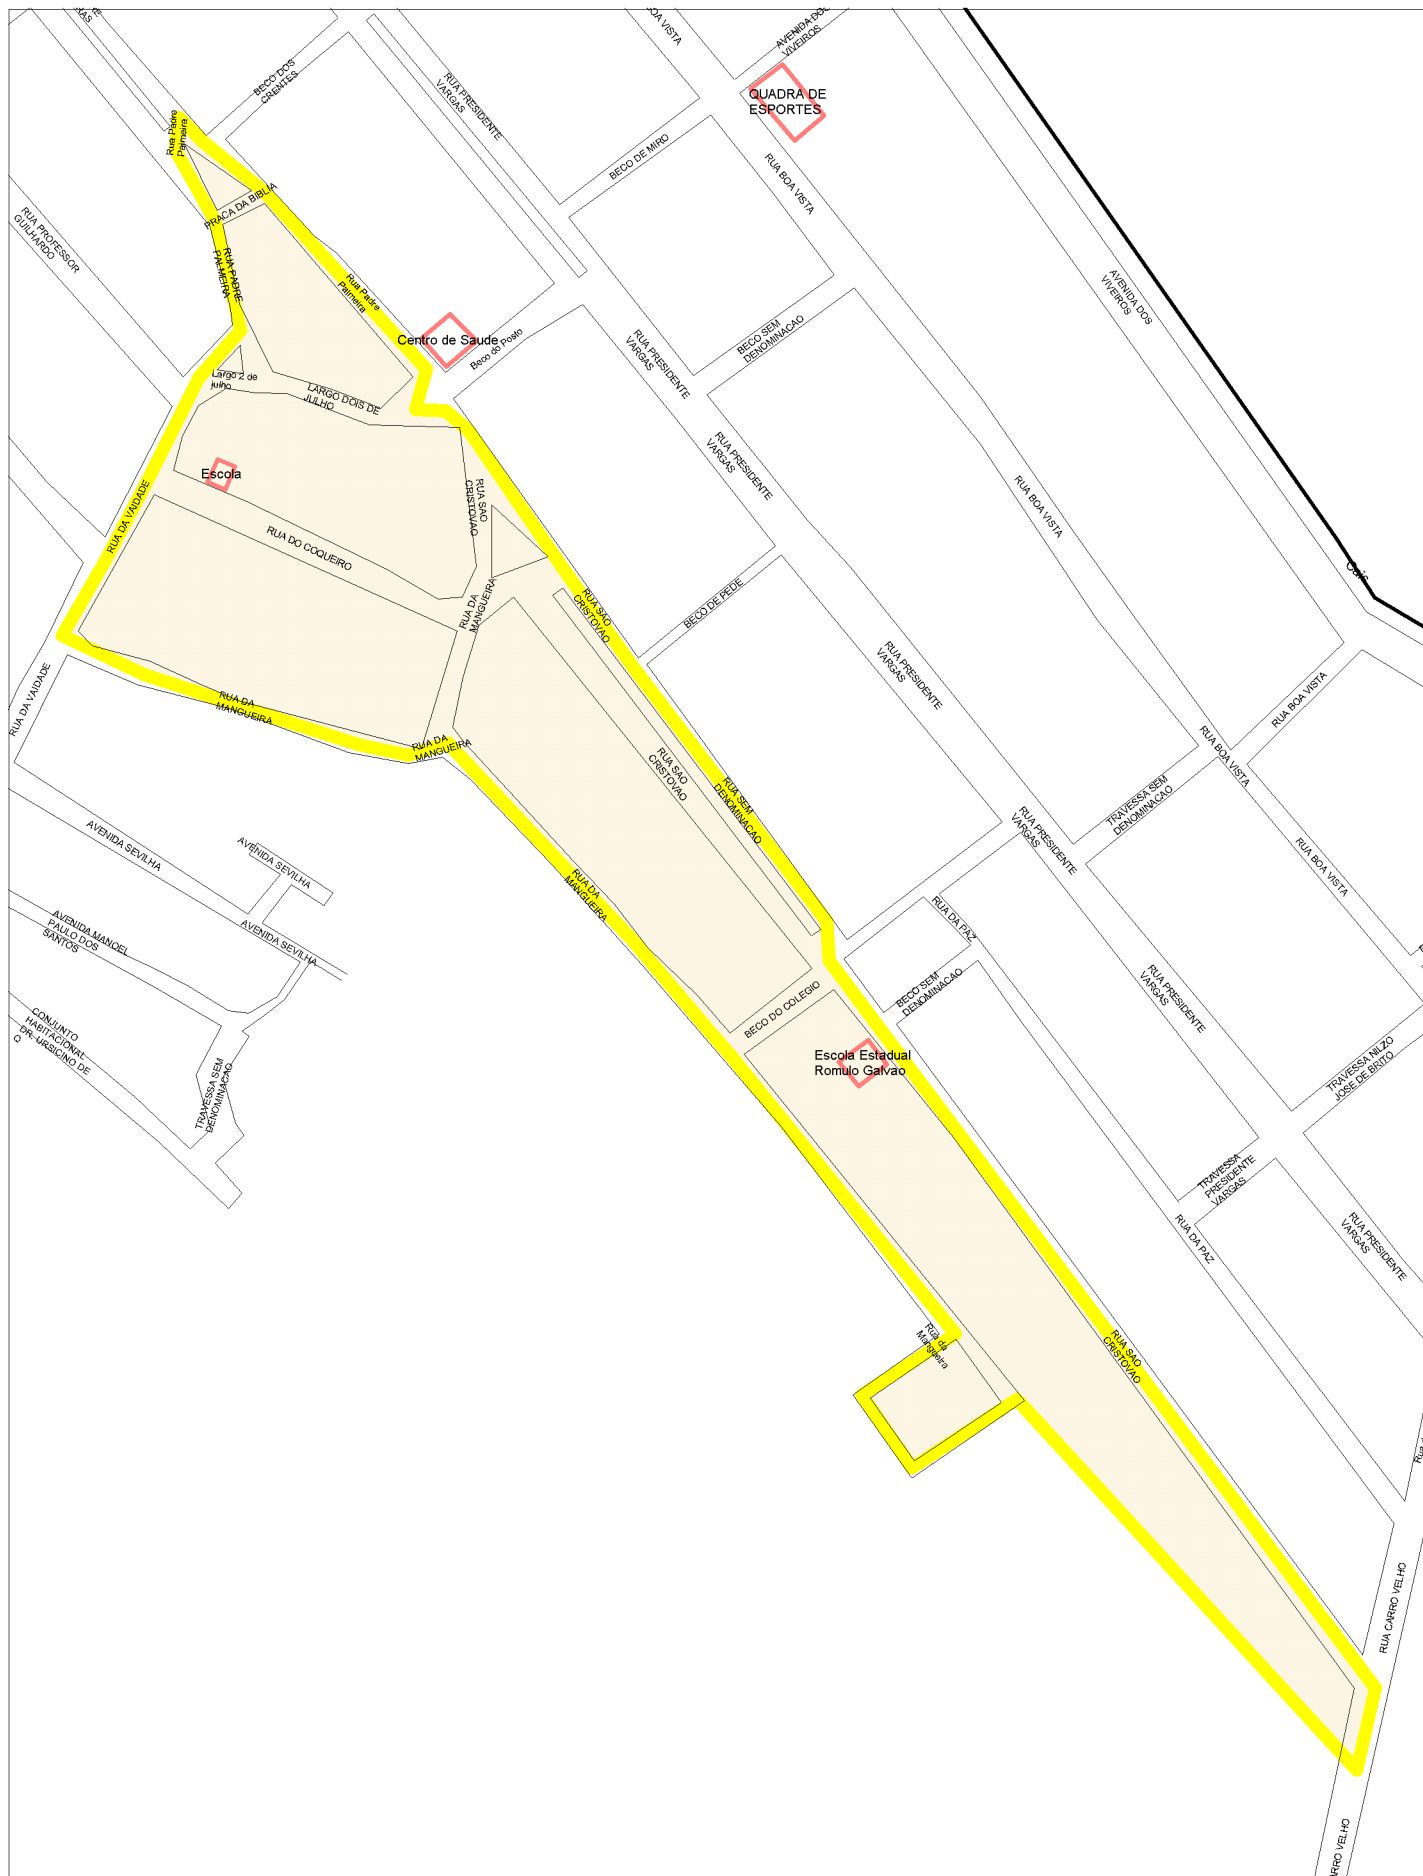 BECO DOS
CRENTES
RUA PRESIDENTE
VARGAS
BOA VISTA
AVENIDA DOS
VIVEIROS
QUADRA DE
ESPORTES
Rua Padre
Palmeira
BECO DE MIRO
RUA BOA VISTA
PRACA DA BIBLIA
RUA PROFESSOR
GUILHARDO
RUA PADRE
PALMEIRA
Rua Padre
Palmeira
AVENIDA DOS
VIVEIROS
Centro de Saude
Beco do Posto
BECO SEM
DENOMINACAO
RUA PRESIDENTE
VARGAS
Largo 2 de
julho
LARGO DOIS DE
JULHO
RUA PRESIDENTE
VARGAS
Escola
RUA DA VAIDADE
RUA SAO
CRISTOVAO
RUA BOA VISTA
RUA DO COQUEIRO
Cais
RUA DA
MANGUEIRA
RUA SAO
CRISTOVAO
BECO DE PEDE
RUA DA VAIDADE
RUA PRESIDENTE
VARGAS
RUA DA
MANGUEIRA
RUA BOA VISTA
RUA DA
MANGUEIRA
RUA BOA VISTA
RUA SAO
CRISTOVAO
RUA SEM
DENOMINACAO
TRAVESSA SEM
DENOMINACAO
RUA PRESIDENTE
VARGAS
RUA BOA VISTA
AVENIDA SEVILHA
AVENIDA SEVILHA
RUA DA
MANGUEIRA
RUA DA PAZ
AVENIDA MANOEL
PAULO DOS
SANTOS
AVENIDA SEVILHA
BECO SEM
DENOMINACAO
RUA PRESIDENTE
VARGAS
BECO DO COLEGIO
CONJUNTO
HABITACIONAL
DR. URSICINO DE
Q
Escola Estadual
Romulo Galvao
TRAVESSA SEM
DENOMINACAO
TRAVESSA NILZO
JOSE DE BRITO
TRAVESSA
PRESIDENTE
VARGAS
RUA DA PAZ
RUA PRESIDENTE
VARGAS
Rua da
Mangueira
RUA SAO
CRISTOVAO
RUA CARRO VELHO
RRO VELHO